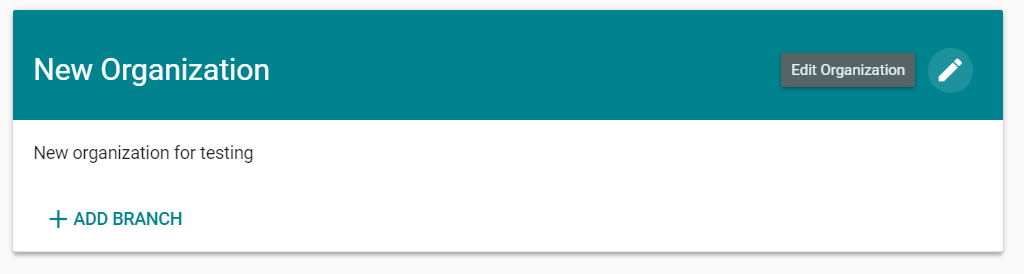 New Organization
Edit Organization
New organization for testing
ADD BRANCH